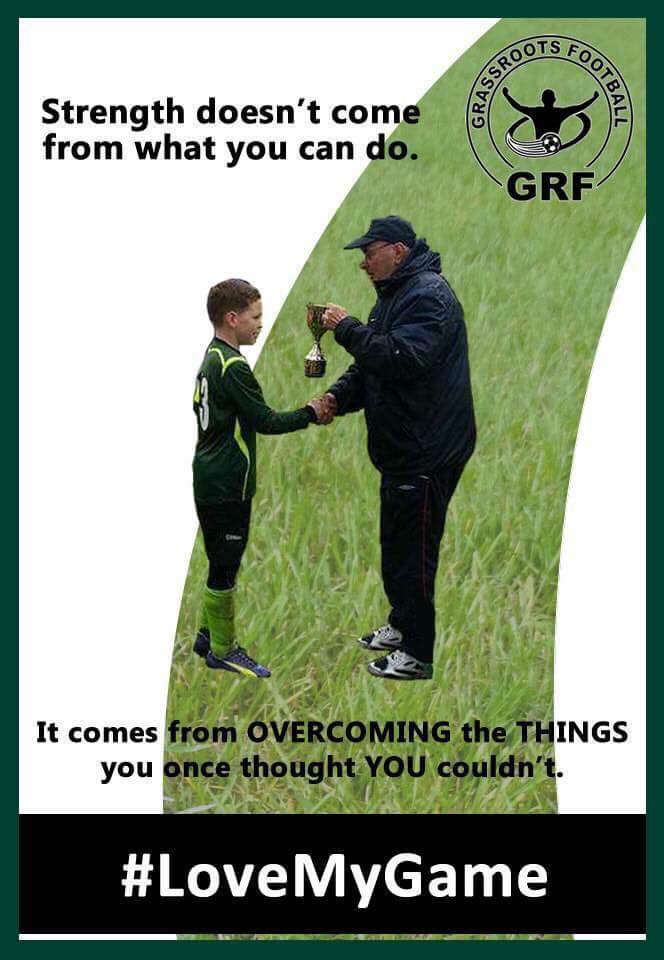 Strength doesn't come
from what you can do.
GRASSROOTS FOOTBALL
GRF
3
It comes from OVERCOMING the THINGS
you once thought YOU couldn't.
#LoveMyGame